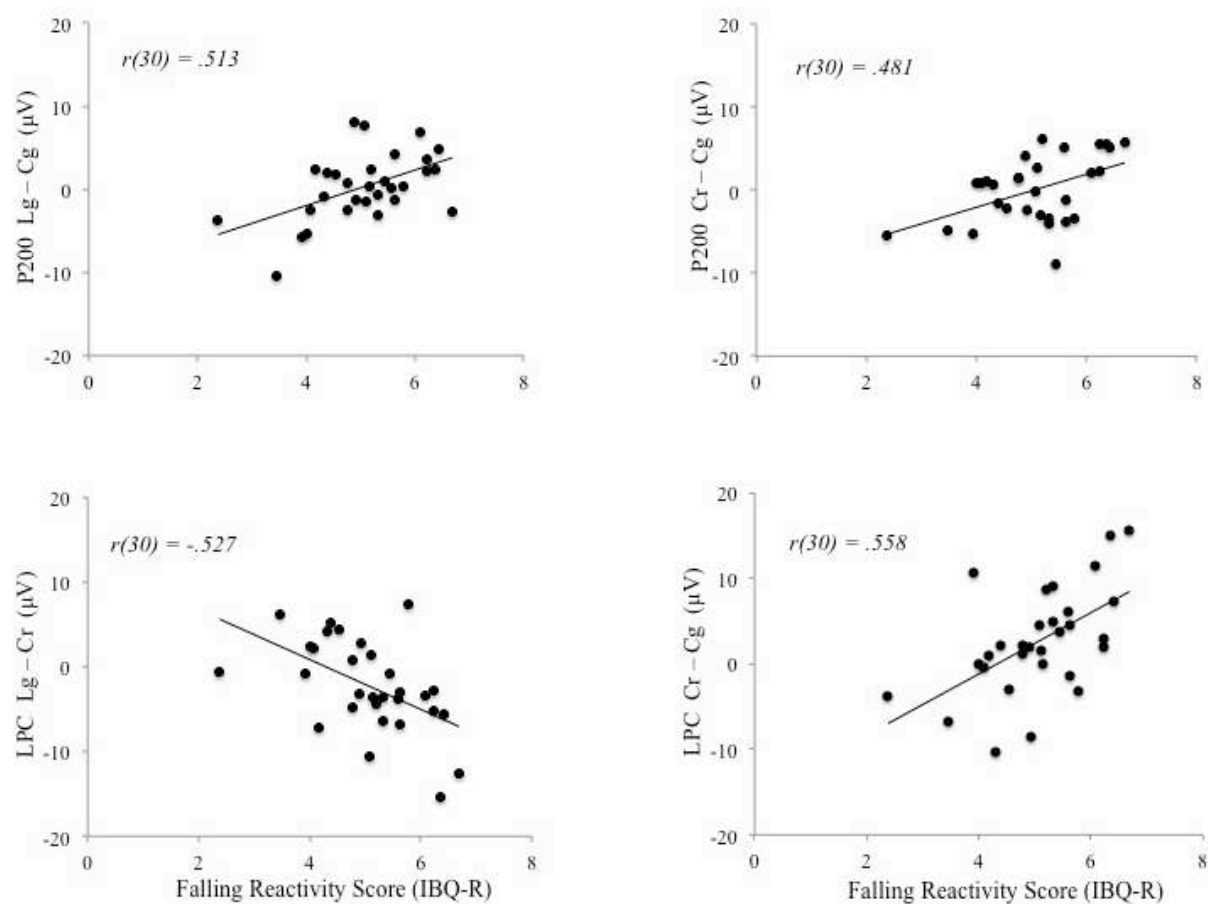 20
r(30) = .513
10
0
-10
-20
P200 Lg – Cg (µV)
0 2 4 6 8
20
r(30) = .481
10
0
-10
-20
P200 Cr – Cg (µV)
0 2 4 6 8
20
r(30) = -.527
10
0
-10
-20
LPC Lg – Cr (µV)
0 2 4 6 8
Falling Reactivity Score (IBQ-R)
20
r(30) = .558
10
0
-10
-20
LPC Cr – Cg (µV)
0 2 4 6 8
Falling Reactivity Score (IBQ-R)